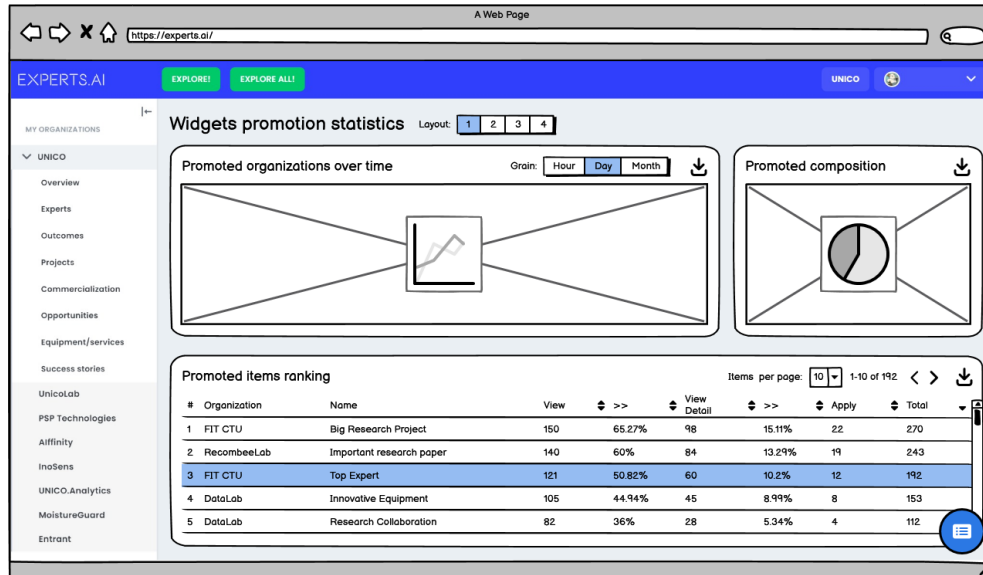 A Web Page
https://experts.ai/
EXPERTS.AI
EXPLORE!
EXPLORE ALL!
UNICO
MY ORGANIZATIONS
UNICO
Overview
Experts
Outcomes
Projects
Commercialization
Opportunities
Equipment/services
Success stories
UnicoLab
PSP Technologies
AIffinity
InoSens
UNICO.Analytics
MoistureGuard
Entrant
Widgets promotion statistics Layout: 1 2 3 4
Promoted organizations over time Grain: Hour Day Month
Promoted composition
Promoted items ranking Items per page: 10 1-10 of 192
# Organization Name View >> View Detail >> Apply Total
1 FIT CTU Big Research Project 150 65.27% 98 15.11% 22 270
2 RecombeeLab Important research paper 140 60% 84 13.29% 19 243
3 FIT CTU Top Expert 121 50.82% 60 10.2% 12 192
4 DataLab Innovative Equipment 105 44.94% 45 8.99% 8 153
5 DataLab Research Collaboration 82 36% 28 5.34% 4 112